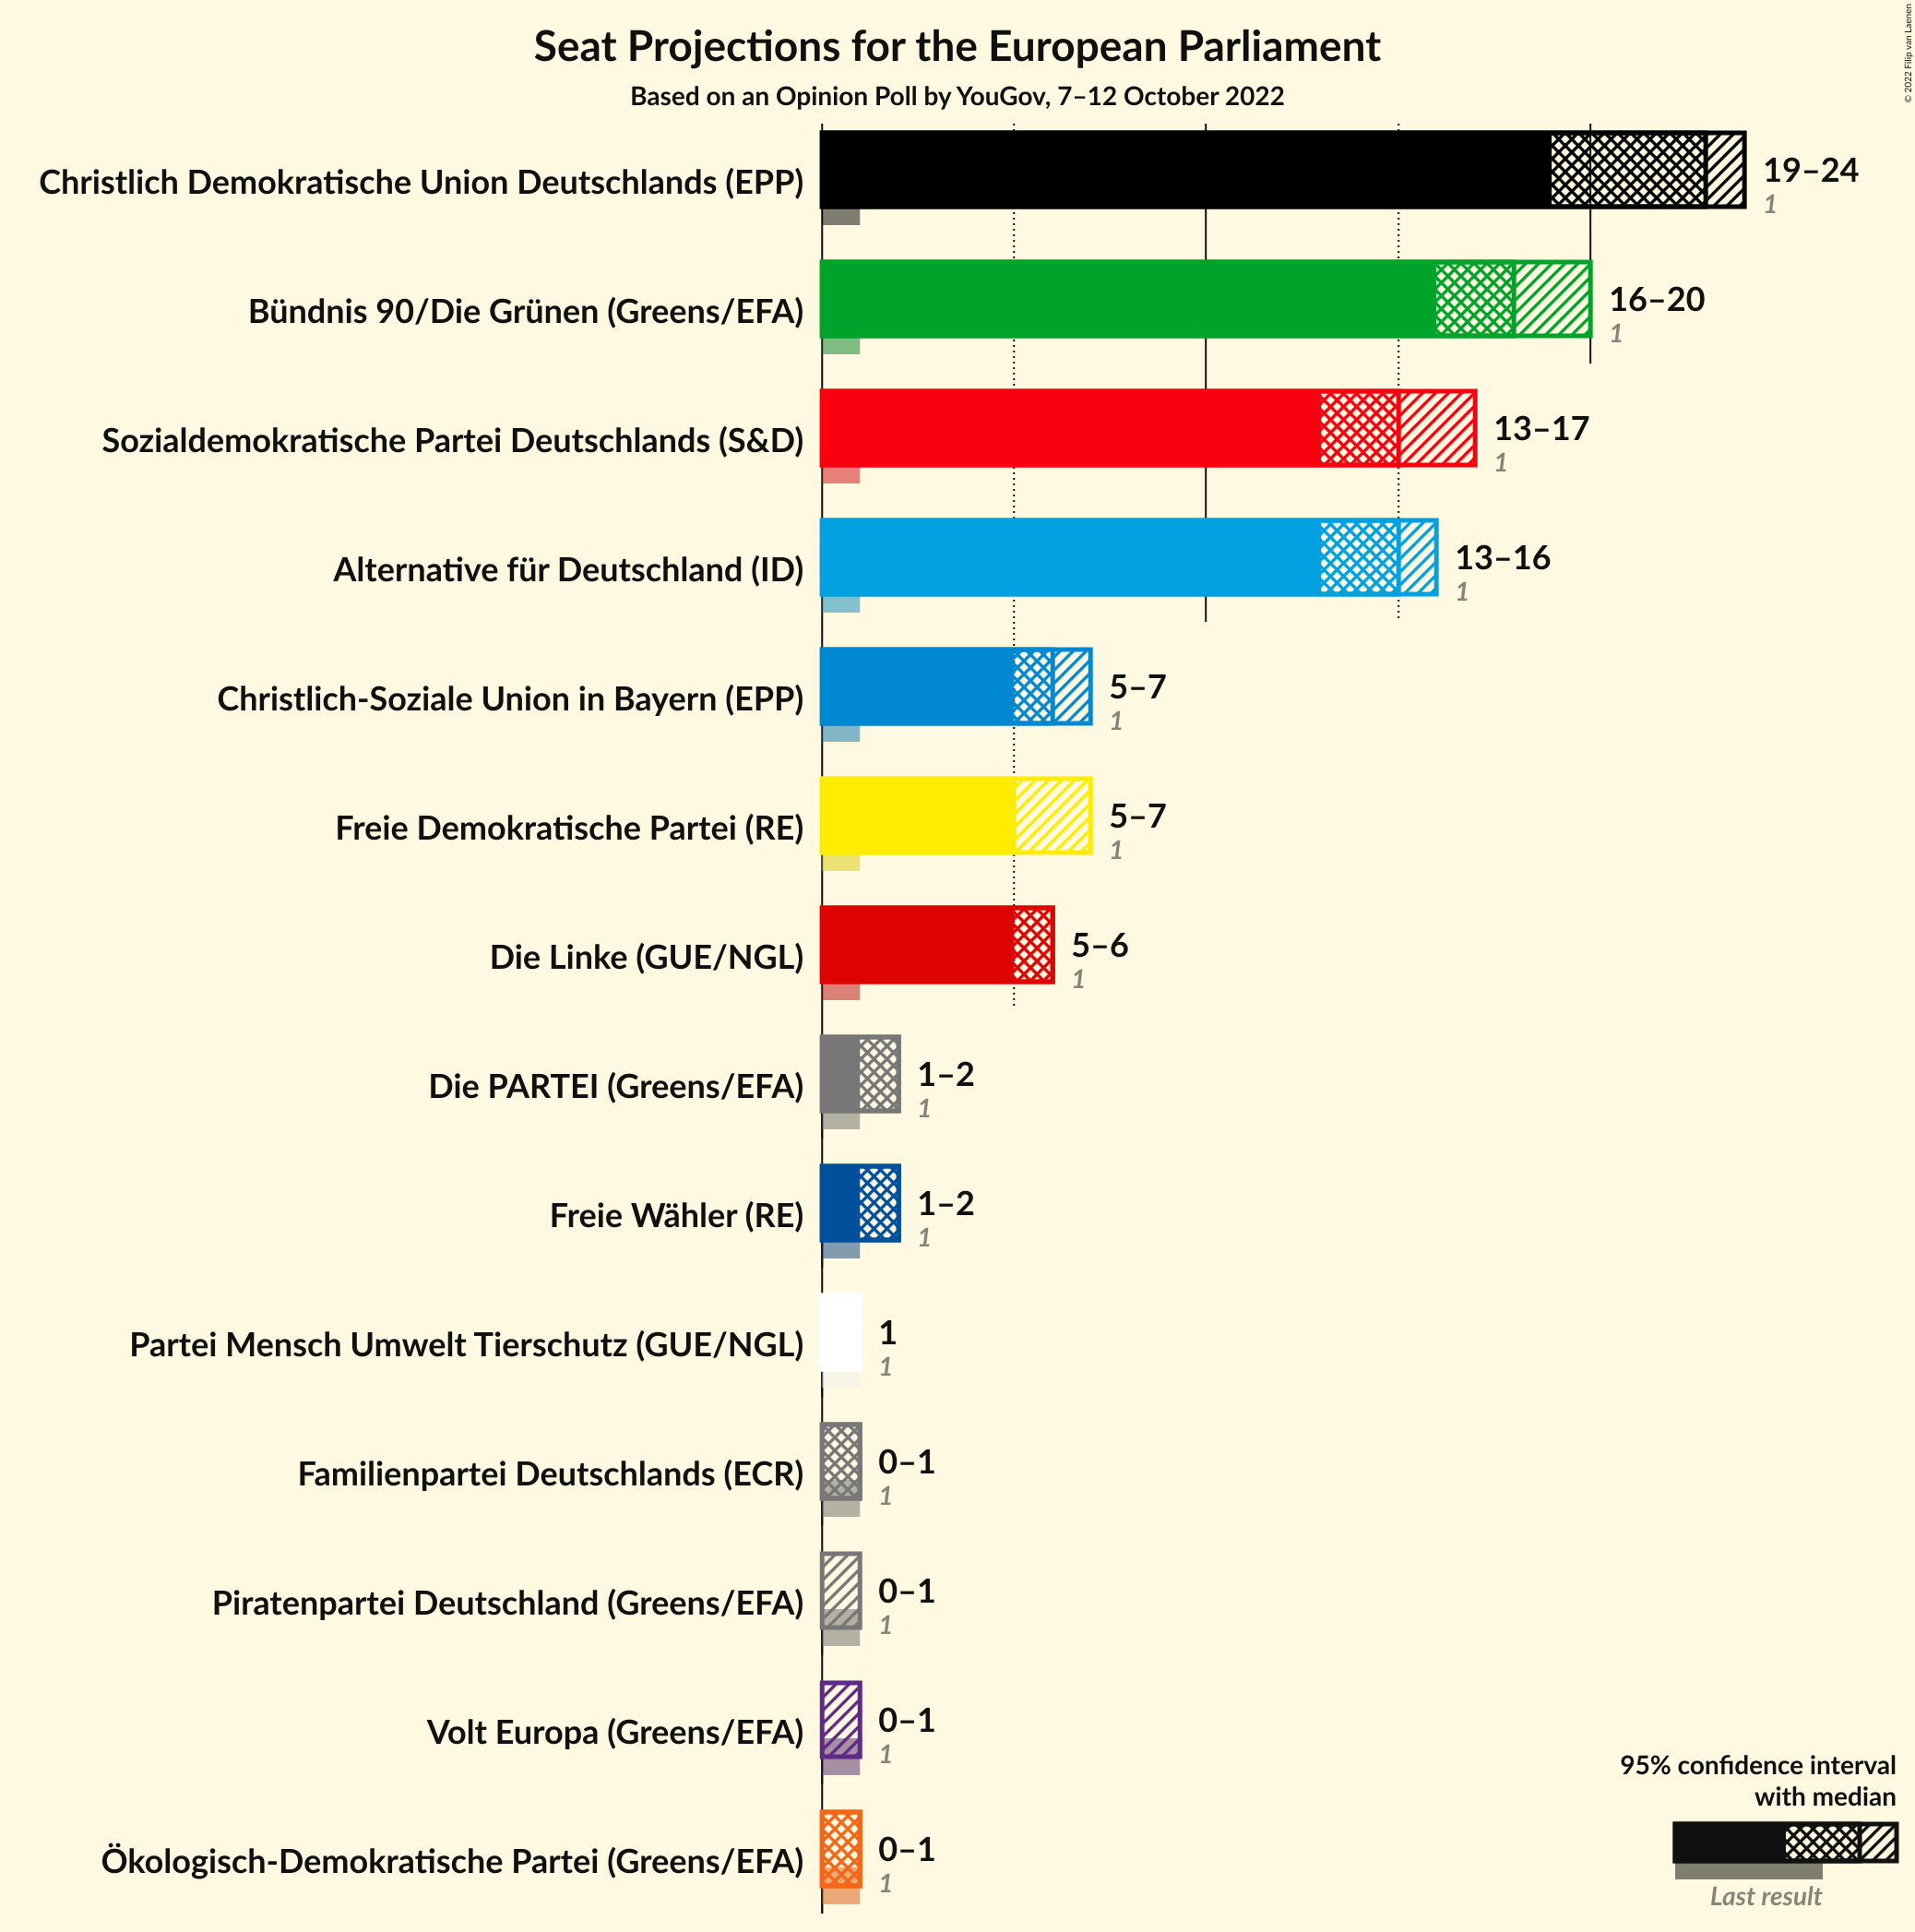 Seat Projections for the European Parliament
Based on an Opinion Poll by YouGov, 7–12 October 2022
© 2022 Filip van Laenen
Christlich Demokratische Union Deutschlands (EPP)
19–24
1
Bündnis 90/Die Grünen (Greens/EFA)
16–20
1
Sozialdemokratische Partei Deutschlands (S&D)
13–17
1
Alternative für Deutschland (ID)
13–16
1
Christlich-Soziale Union in Bayern (EPP)
5–7
1
Freie Demokratische Partei (RE)
5–7
1
Die Linke (GUE/NGL)
5–6
1
Die PARTEI (Greens/EFA)
1–2
1
Freie Wähler (RE)
1–2
1
Partei Mensch Umwelt Tierschutz (GUE/NGL)
1
1
Familienpartei Deutschlands (ECR)
0–1
1
Piratenpartei Deutschland (Greens/EFA)
0–1
1
Volt Europa (Greens/EFA)
0–1
1
Ökologisch-Demokratische Partei (Greens/EFA)
0–1
1
95% confidence interval
with median
Last result